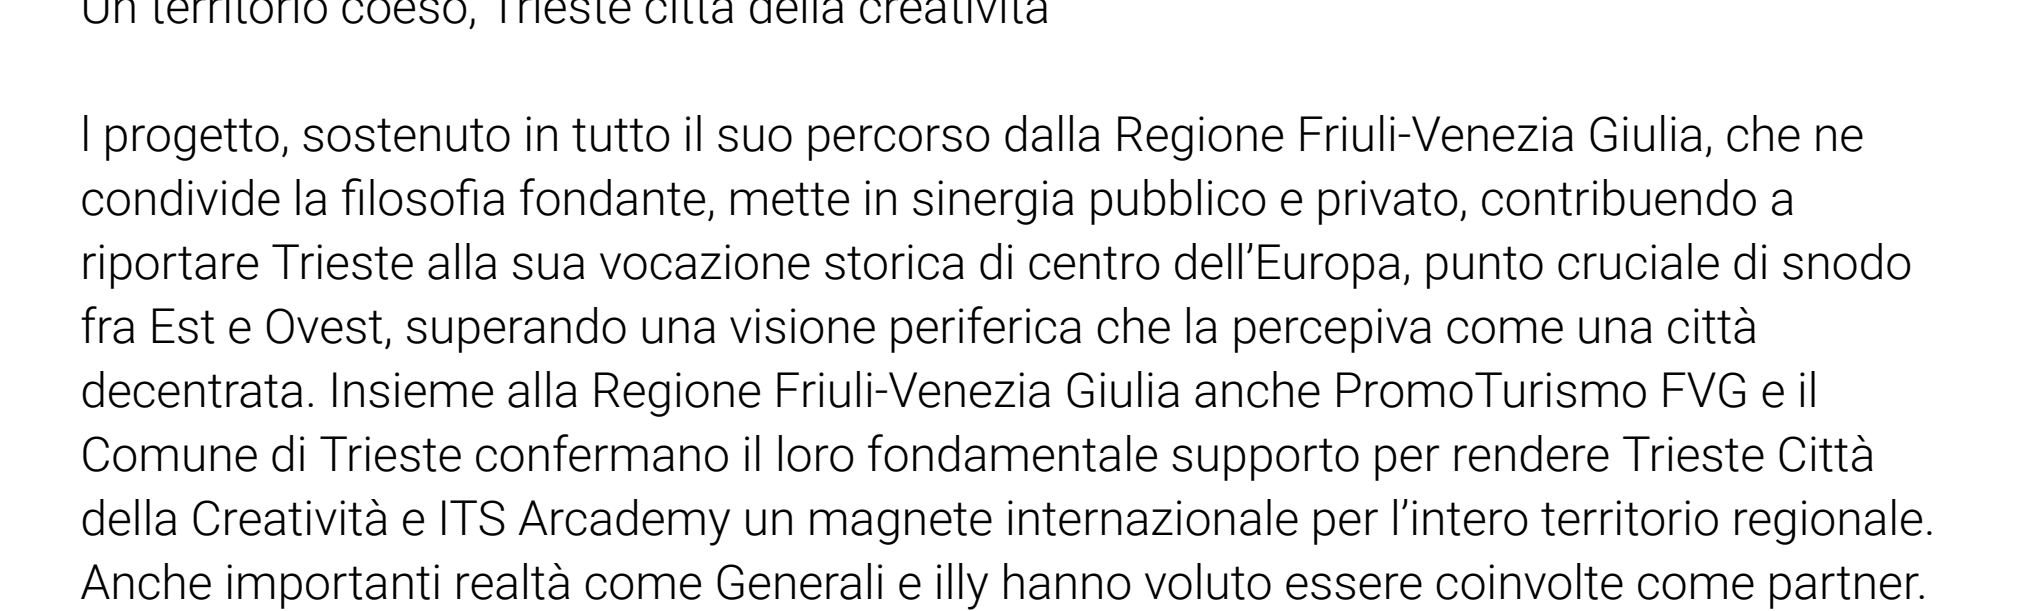 Un territorio coeso, Trieste città della creatività
l progetto, sostenuto in tutto il suo percorso dalla Regione Friuli-Venezia Giulia, che ne
condivide la filosofia fondante, mette in sinergia pubblico e privato, contribuendo a
riportare Trieste alla sua vocazione storica di centro dell’Europa, punto cruciale di snodo
fra Est e Ovest, superando una visione periferica che la percepiva come una città
decentrata. Insieme alla Regione Friuli-Venezia Giulia anche PromoTurismo FVG e il
Comune di Trieste confermano il loro fondamentale supporto per rendere Trieste Città
della Creatività e ITS Arcademy un magnete internazionale per l’intero territorio regionale.
Anche importanti realtà come Generali e illy hanno voluto essere coinvolte come partner.